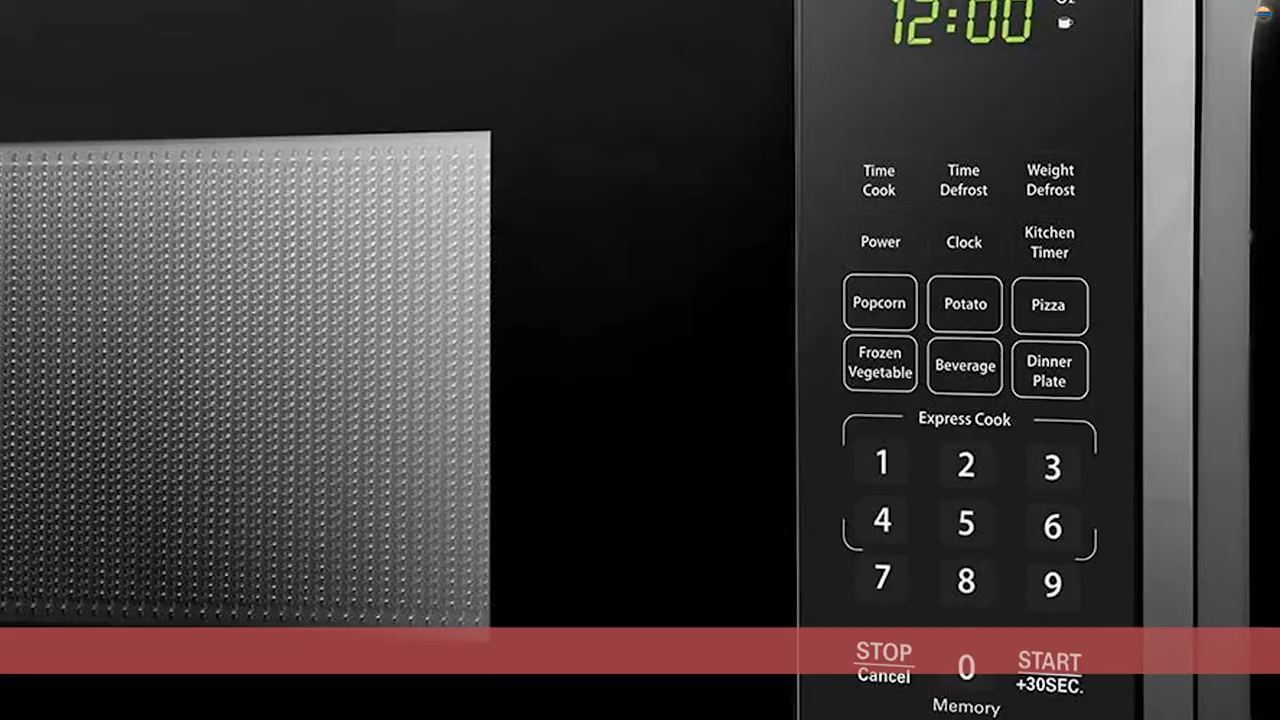 12:00
Time Cook
Time Defrost
Weight Defrost
Power
Clock
Kitchen Timer
Popcorn
Potato
Pizza
Frozen Vegetable
Beverage
Dinner Plate
Express Cook
1 2 3
4 5 6
7 8 9
STOP
Cancel
0
Memory
START
+30SEC.